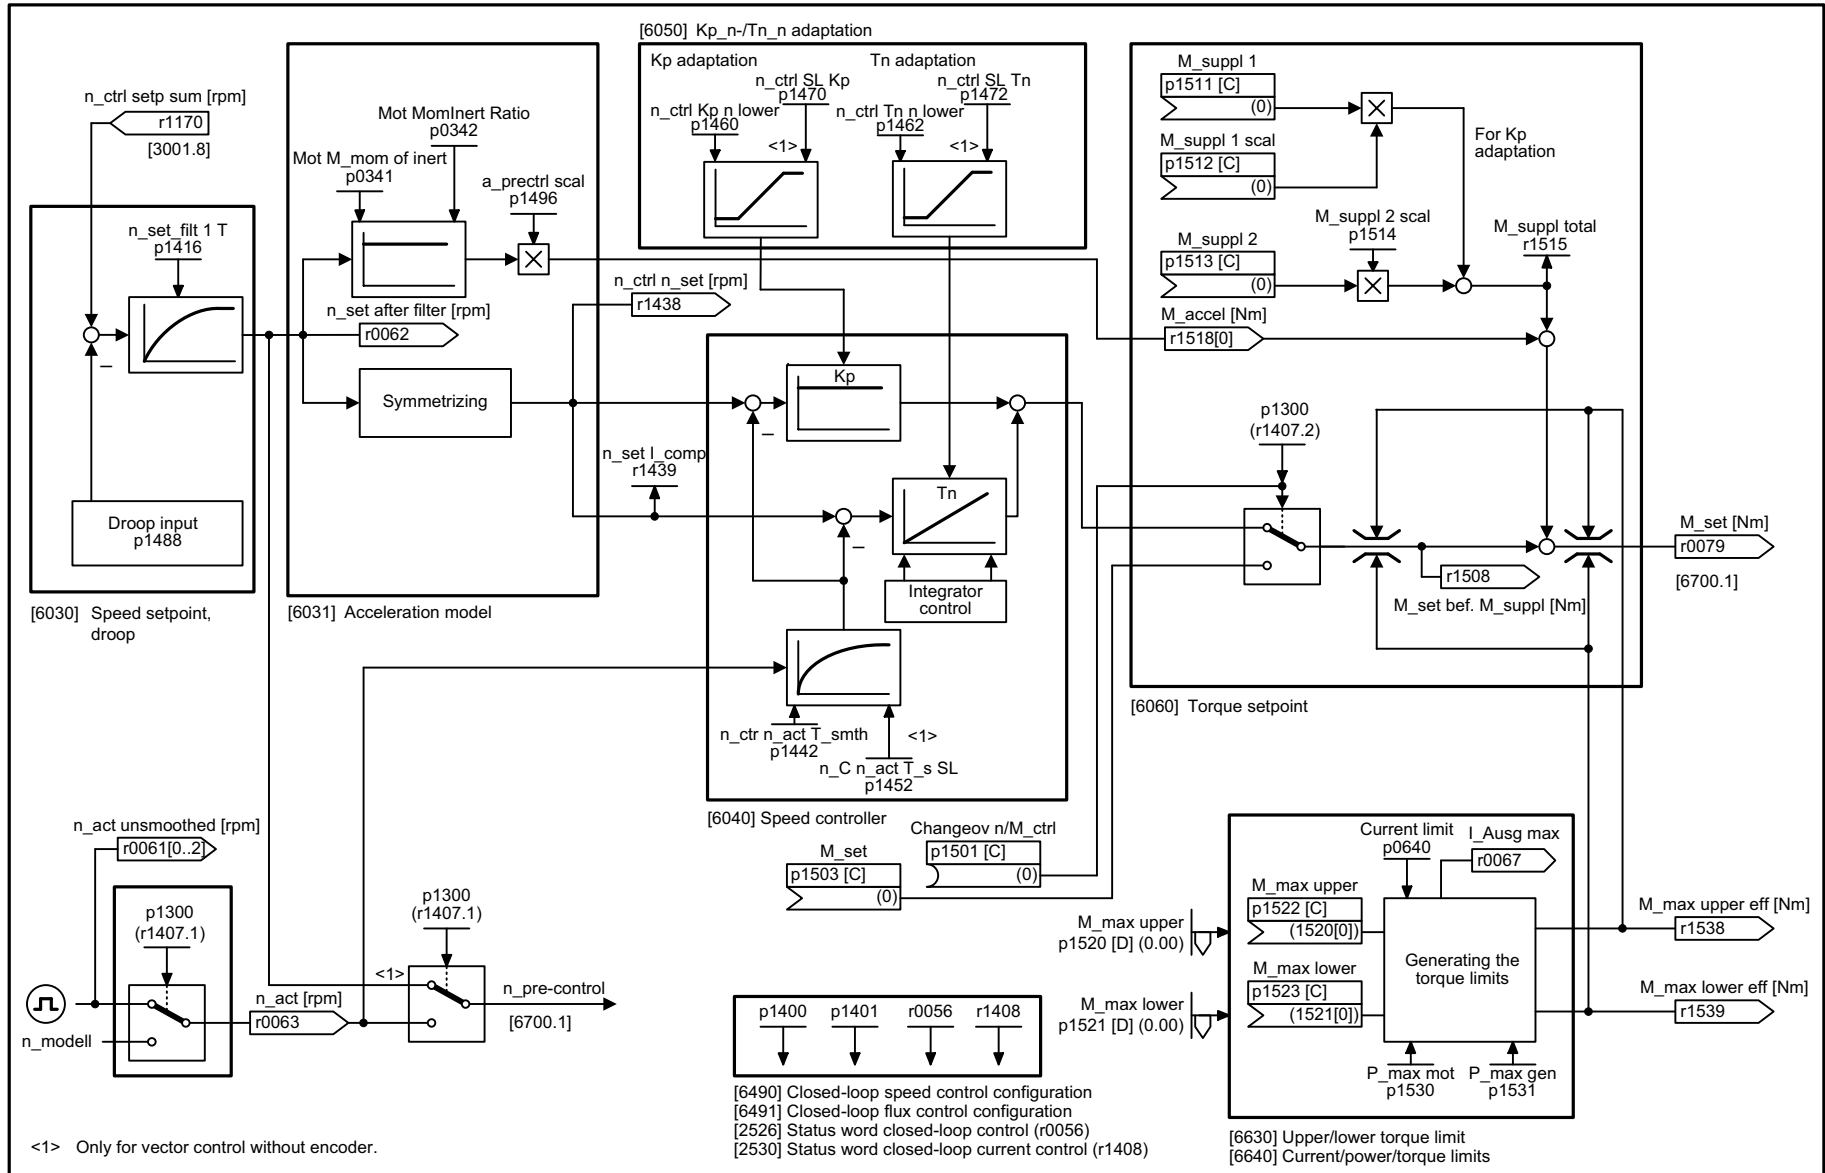 [6050] Kp_n-/Tn_n adaptation
Kp adaptation
n_ctrl SL Kp
p1470
n_ctrl Kp n lower
p1460
<1>
Tn adaptation
n_ctrl SL Tn
p1472
n_ctrl Tn n lower
p1462
<1>
n_ctrl setp sum [rpm]
r1170
[3001.8]
n_set_filt 1 T
p1416
–
Droop input
p1488
[6030] Speed setpoint,
droop
Mot MomInert Ratio
p0342
Mot M_mom of inert
p0341
a_prectrl scal
p1496
n_set after filter [rpm]
r0062
Symmetrizing
[6031] Acceleration model
n_ctrl n_set [rpm]
r1438
n_set I_comp
r1439
Kp
–
Tn
–
Integrator
control
n_ctr n_act T_smth
p1442
<1>
n_C n_act T_s SL
p1452
[6040] Speed controller
M_suppl 1
p1511 [C]
(0)
M_suppl 1 scal
p1512 [C]
(0)
For Kp
adaptation
M_suppl 2 scal
p1514
M_suppl 2
p1513 [C]
(0)
M_suppl total
r1515
M_accel [Nm]
r1518[0]
p1300
(r1407.2)
r1508
M_set bef. M_suppl [Nm]
M_set [Nm]
r0079
[6700.1]
[6060] Torque setpoint
n_act unsmoothed [rpm]
r0061[0..2]
p1300
(r1407.1)
n_modell
n_act [rpm]
r0063
p1300
(r1407.1)
<1>
n_pre-control
[6700.1]
M_set
p1503 [C]
(0)
Changeov n/M_ctrl
p1501 [C]
(0)
M_max upper
p1520 [D] (0.00)
M_max lower
p1521 [D] (0.00)
Current limit
p0640
I_Ausg max
r0067
M_max upper
p1522 [C]
(1520[0])
M_max lower
p1523 [C]
(1521[0])
Generating the
torque limits
P_max mot
p1530
P_max gen
p1531
M_max upper eff [Nm]
r1538
M_max lower eff [Nm]
r1539
[6630] Upper/lower torque limit
[6640] Current/power/torque limits
p1400 p1401 r0056 r1408
[6490] Closed-loop speed control configuration
[6491] Closed-loop flux control configuration
[2526] Status word closed-loop control (r0056)
[2530] Status word closed-loop current control (r1408)
<1> Only for vector control without encoder.